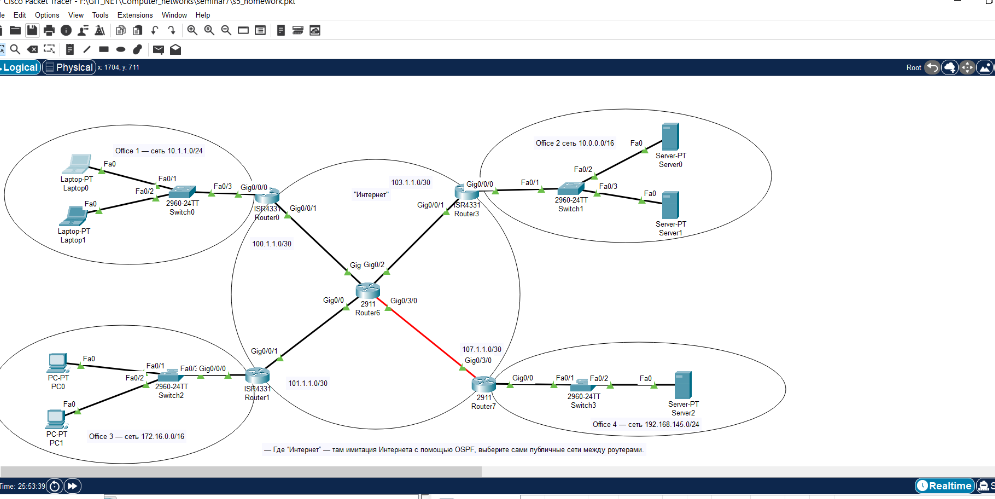 Cisco Packet Tracer - F:\GIT_NET\Computer_networks\seminar7\s5_homework.pkt
Edit Options View Tools Extensions Window Help
Logical Physical x: 1704, y: 711 Root
Office 1 — сеть 10.1.1.0/24
Fa0
Laptop-PT
Laptop0
Fa0/1
Fa0/2
Fa0/3
Gig0/0/0
2960-24TT
Switch0
Fa0
Laptop-PT
Laptop1
ISR4331
Router0
Gig0/0/1
100.1.1.0/30
"Интернет"
103.1.1.0/30
Gig0/0/0
Gig0/0/1
ISR4331
Router3
Office 2 сеть 10.0.0.0/16
Fa0
Server-PT
Server0
Fa0/2
Fa0/1
Fa0/3
2960-24TT
Switch1
Fa0
Server-PT
Server1
Gig Gig0/2
Gig0/0
Gig0/3/0
2911
Router6
107.1.1.0/30
Gig0/3/0
Gig0/0/1
101.1.1.0/30
ISR4331
Router1
Fa0
PC-PT
PC0
Fa0/1
Fa0/2
Gig0/0/0
2960-24TT
Switch2
Fa0
PC-PT
PC1
Office 3 — сеть 172.16.0.0/16
2911
Router7
Gig0/0
Fa0/1
Fa0/2
Fa0
2960-24TT
Switch3
Server-PT
Server2
Office 4 — сеть 192.168.145.0/24
— Где "Интернет" — там имитация Интернета с помощью OSPF, выберите сами публичные сети между роутерами.
Time: 25:53:39 Realtime